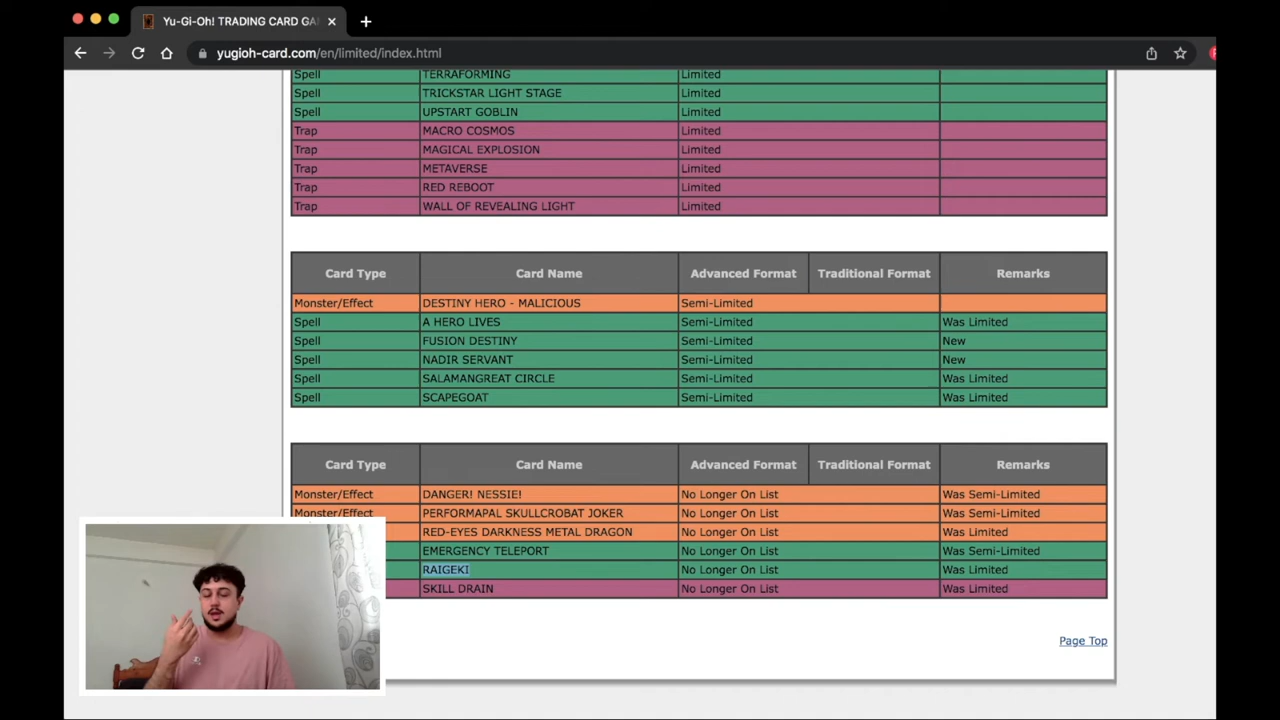 Yu-Gi-Oh! TRADING CARD GA
yugioh-card.com/en/limited/index.html
Spell TERRAFORMING Limited
Spell TRICKSTAR LIGHT STAGE Limited
Spell UPSTART GOBLIN Limited
Trap MACRO COSMOS Limited
Trap MAGICAL EXPLOSION Limited
Trap METAVERSE Limited
Trap RED REBOOT Limited
Trap WALL OF REVEALING LIGHT Limited
Card Type Card Name Advanced Format Traditional Format Remarks
Monster/Effect DESTINY HERO - MALICIOUS Semi-Limited
Spell A HERO LIVES Semi-Limited Was Limited
Spell FUSION DESTINY Semi-Limited New
Spell NADIR SERVANT Semi-Limited New
Spell SALAMANGREAT CIRCLE Semi-Limited Was Limited
Spell SCAPEGOAT Semi-Limited Was Limited
Card Type Card Name Advanced Format Traditional Format Remarks
Monster/Effect DANGER! NESSIE! No Longer On List Was Semi-Limited
Monster/Effect PERFORMAPAL SKULLCROBAT JOKER No Longer On List Was Semi-Limited
RED-EYES DARKNESS METAL DRAGON No Longer On List Was Limited
EMERGENCY TELEPORT No Longer On List Was Semi-Limited
RAIGEKI No Longer On List Was Limited
SKILL DRAIN No Longer On List Was Limited
Page Top